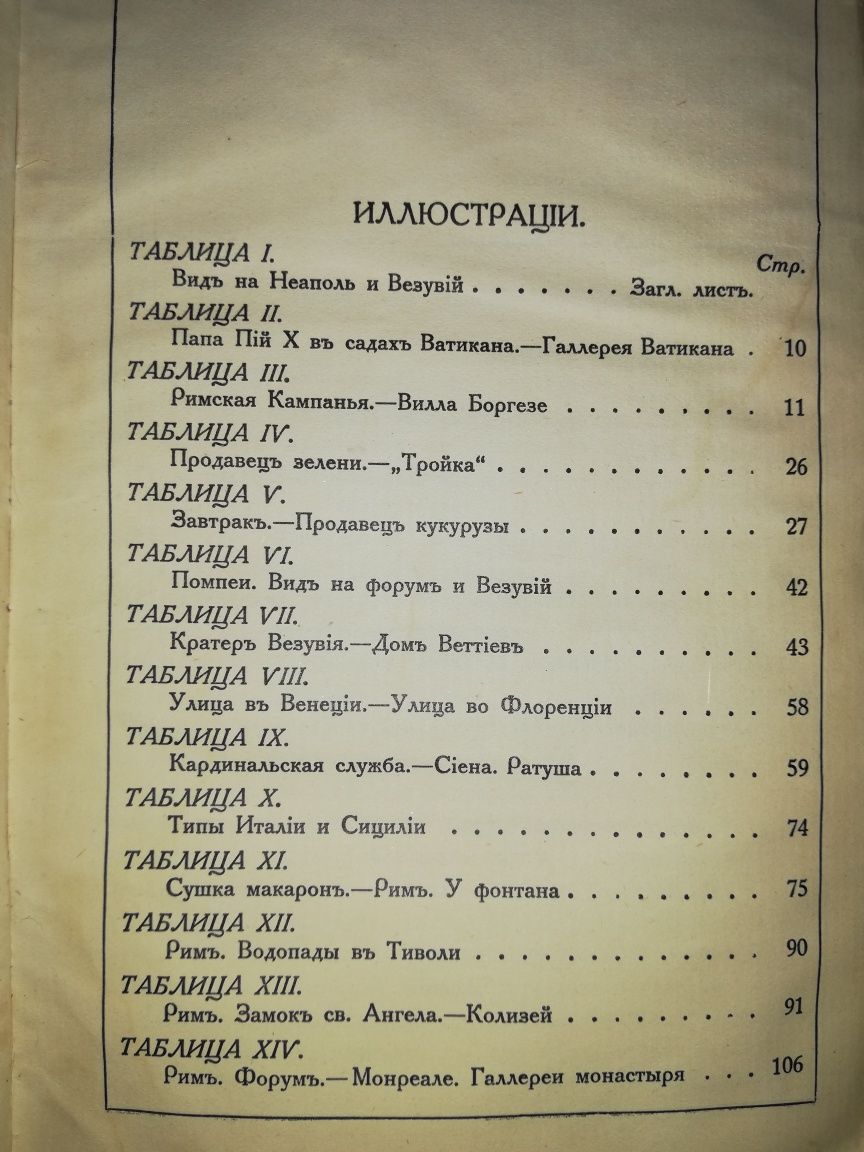 ИЛЛЮСТРАЦІИ.
ТАБЛИЦА I.
Стр.
Видъ на Неаполь и Везувій . . . . . . . Загл. листъ.
ТАБЛИЦА II.
Папа Пій X въ садахъ Ватикана.—Галлерея Ватикана . 10
ТАБЛИЦА III.
Римская Кампанья.—Вилла Боргезе . . . . . . . . . 11
ТАБЛИЦА IV.
Продавецъ зелени.—„Тройка“ . . . . . . . . . . . . 26
ТАБЛИЦА V.
Завтракъ.—Продавецъ кукурузы . . . . . . . . . . . 27
ТАБЛИЦА VI.
Помпеи. Видъ на форумъ и Везувій . . . . . . . . . 42
ТАБЛИЦА VII.
Кратеръ Везувія.—Домъ Веттіевъ . . . . . . . . . . 43
ТАБЛИЦА VIII.
Улица въ Венеціи.—Улица во Флоренціи . . . . . . 58
ТАБЛИЦА IX.
Кардинальская служба.—Сіена. Ратуша . . . . . . . . 59
ТАБЛИЦА X.
Типы Италіи и Сициліи . . . . . . . . . . . . . . 74
ТАБЛИЦА XI.
Сушка макаронъ.—Римъ. У фонтана . . . . . . . . . 75
ТАБЛИЦА XII.
Римъ. Водопады въ Тиволи . . . . . . . . . . . . . 90
ТАБЛИЦА XIII.
Римъ. Замок св. Ангела.—Колизей . . . . . . . . . 91
ТАБЛИЦА XIV.
Римъ. Форумъ.—Монреале. Галлереи монастыря . . . 106